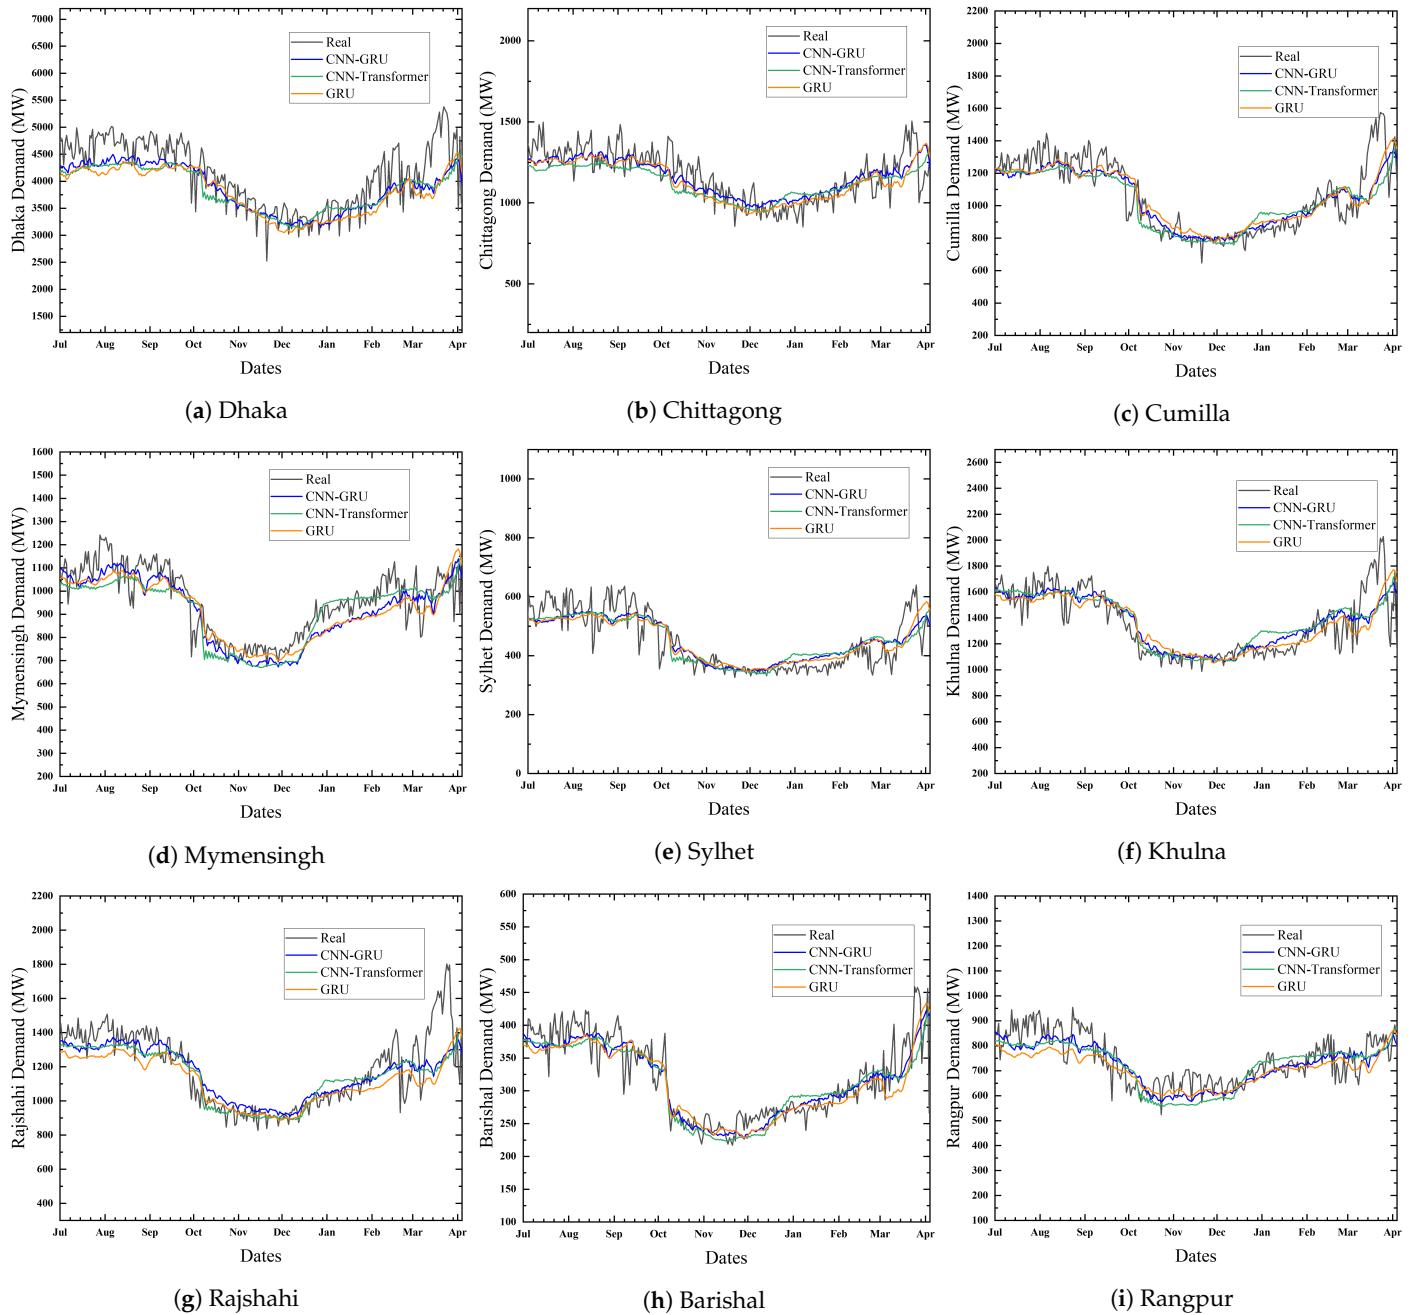 7000
6500
6000
5500
5000
4500
4000
3500
3000
2500
2000
1500
Dhaka Demand (MW)
Real
CNN-GRU
CNN-Transformer
GRU
Jul Aug Sep Oct Nov Dec Jan Feb Mar Apr
Dates
(a) Dhaka
2000
1500
1000
500
Chittagong Demand (MW)
Real
CNN-GRU
CNN-Transformer
GRU
Jul Aug Sep Oct Nov Dec Jan Feb Mar Apr
Dates
(b) Chittagong
2200
2000
1800
1600
1400
1200
1000
800
600
400
200
Cumilla Demand (MW)
Real
CNN-GRU
CNN-Transformer
GRU
Jul Aug Sep Oct Nov Dec Jan Feb Mar Apr
Dates
(c) Cumilla
1600
1500
1400
1300
1200
1100
1000
900
800
700
600
500
400
300
200
Mymensingh Demand (MW)
Real
CNN-GRU
CNN-Transformer
GRU
Jul Aug Sep Oct Nov Dec Jan Feb Mar Apr
Dates
(d) Mymensingh
1000
800
600
400
200
0
Sylhet Demand (MW)
Real
CNN-GRU
CNN-Transformer
GRU
Jul Aug Sep Oct Nov Dec Jan Feb Mar Apr
Dates
(e) Sylhet
2600
2400
2200
2000
1800
1600
1400
1200
1000
800
600
400
200
Khulna Demand (MW)
Real
CNN-GRU
CNN-Transformer
GRU
Jul Aug Sep Oct Nov Dec Jan Feb Mar Apr
Dates
(f) Khulna
2200
2000
1800
1600
1400
1200
1000
800
600
400
Rajshahi Demand (MW)
Real
CNN-GRU
CNN-Transformer
GRU
Jul Aug Sep Oct Nov Dec Jan Feb Mar Apr
Dates
(g) Rajshahi
600
550
500
450
400
350
300
250
200
150
100
Barishal Demand (MW)
Real
CNN-GRU
CNN-Transformer
GRU
Jul Aug Sep Oct Nov Dec Jan Feb Mar Apr
Dates
(h) Barishal
1400
1300
1200
1100
1000
900
800
700
600
500
400
300
200
100
Rangpur Demand (MW)
Real
CNN-GRU
CNN-Transformer
GRU
Jul Aug Sep Oct Nov Dec Jan Feb Mar Apr
Dates
(i) Rangpur